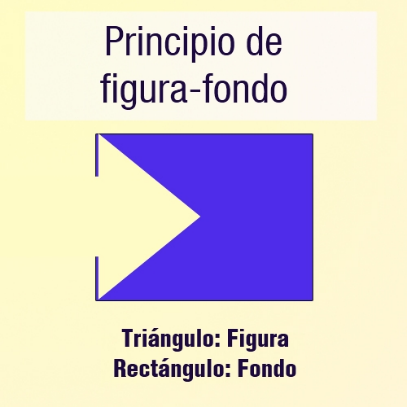 Principio de
figura-fondo
Triángulo: Figura
Rectángulo: Fondo